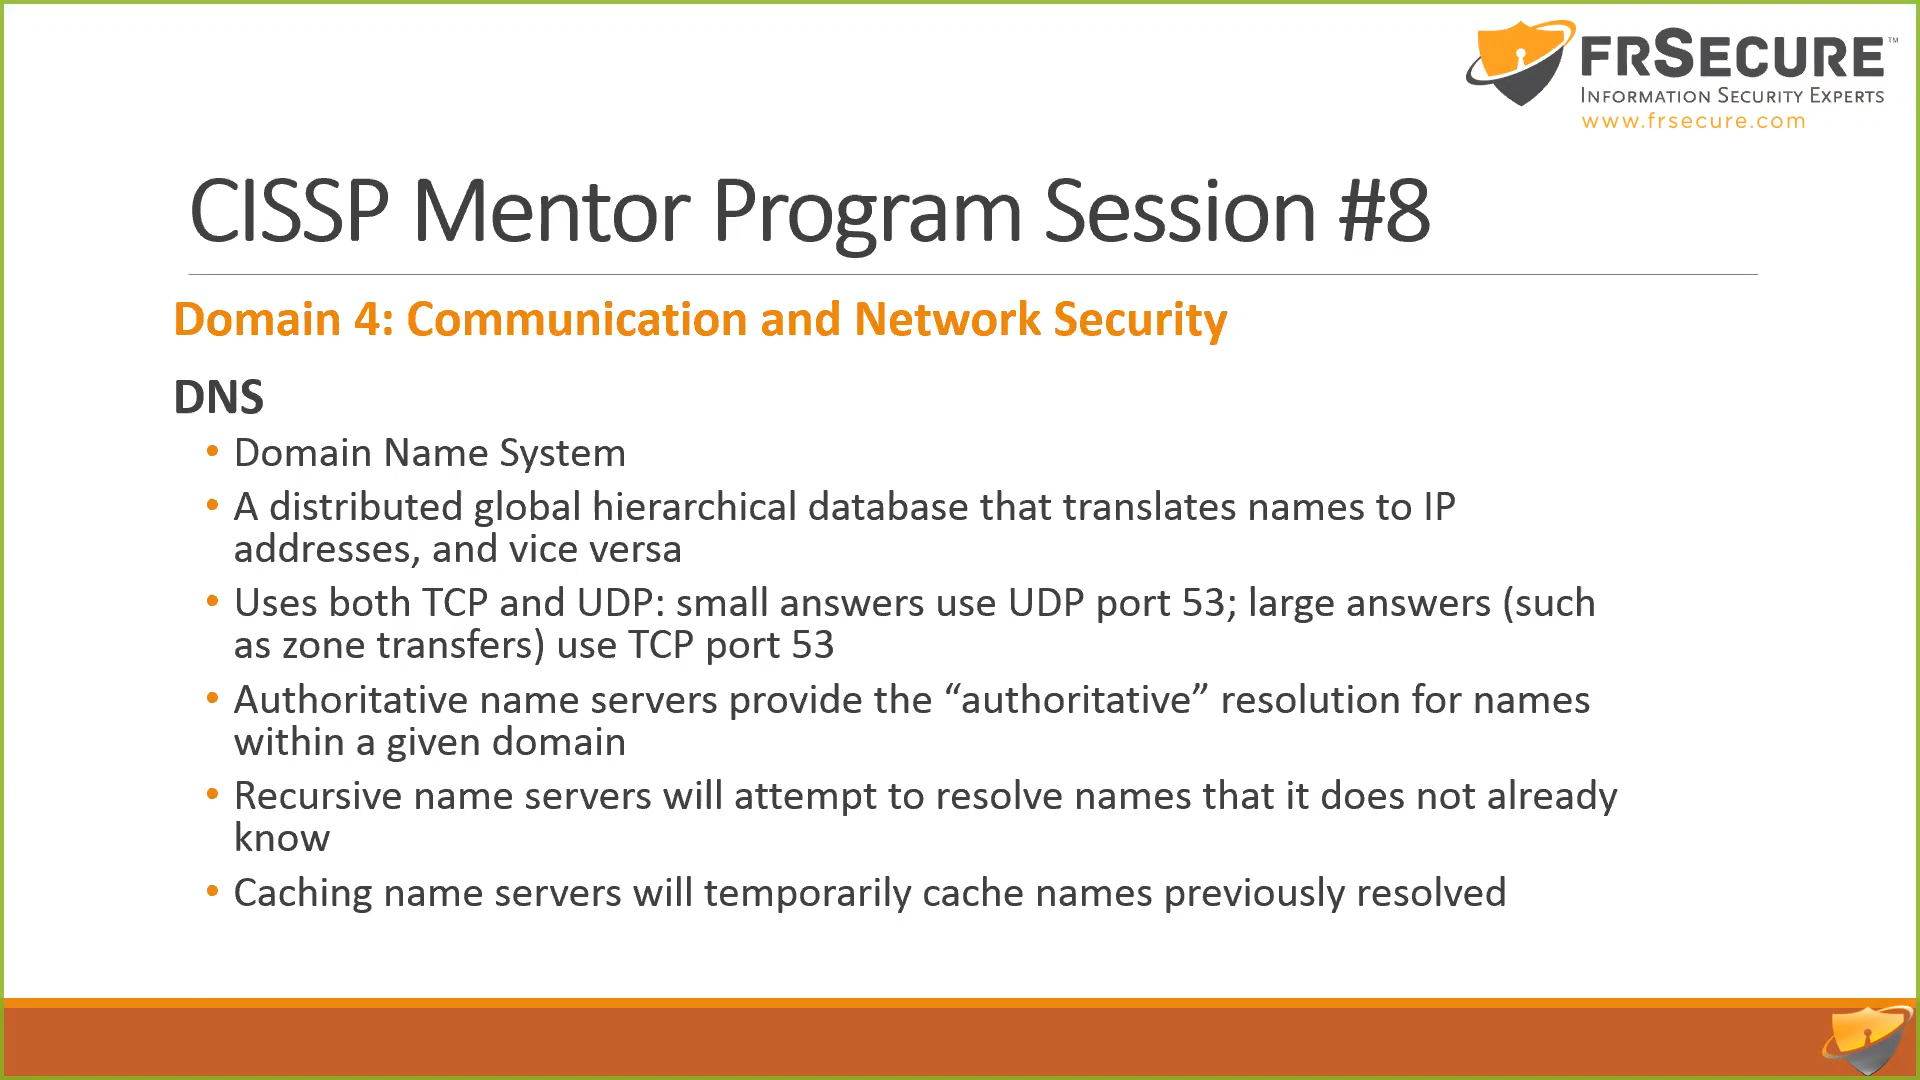 FRSECURE™
INFORMATION SECURITY EXPERTS
www.frsecure.com
CISSP Mentor Program Session #8
Domain 4: Communication and Network Security
DNS
• Domain Name System
• A distributed global hierarchical database that translates names to IP
addresses, and vice versa
• Uses both TCP and UDP: small answers use UDP port 53; large answers (such
as zone transfers) use TCP port 53
• Authoritative name servers provide the “authoritative” resolution for names
within a given domain
• Recursive name servers will attempt to resolve names that it does not already
know
• Caching name servers will temporarily cache names previously resolved